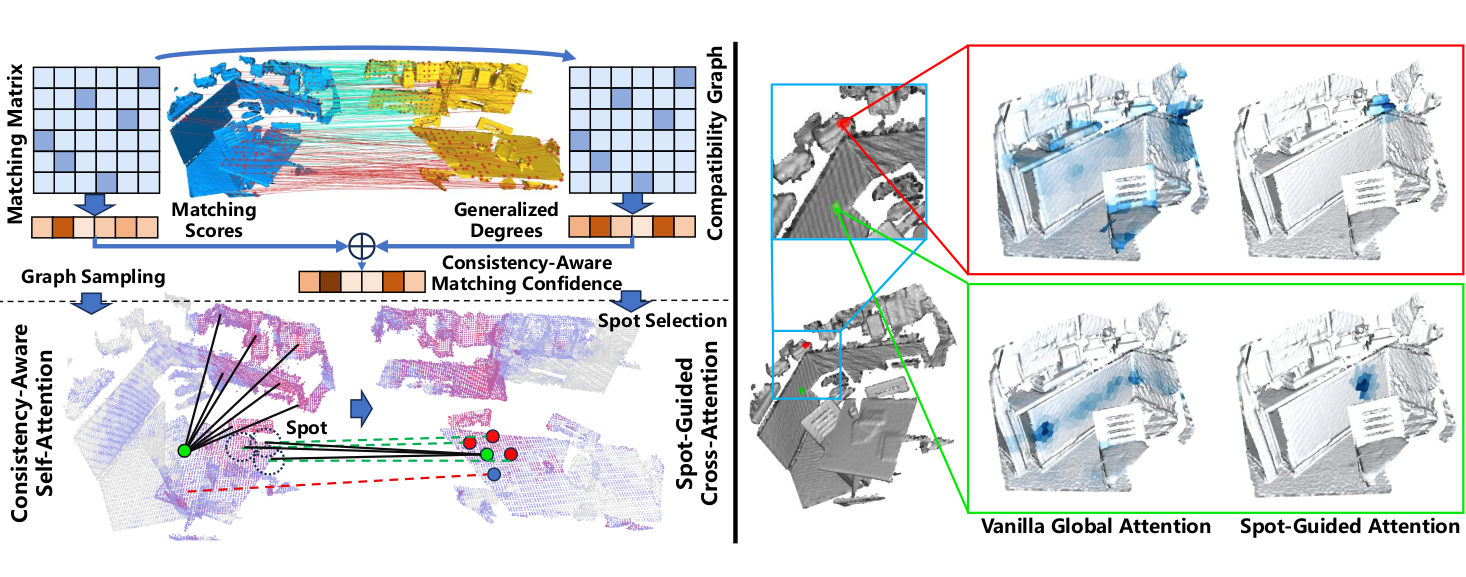 Matching Matrix
Matching
Scores
Generalized
Degrees
Compatibility Graph
Graph Sampling
Consistency-Aware
Matching Confidence
Spot Selection
Consistency-Aware
Self-Attention
Spot
Spot-Guided
Cross-Attention
Vanilla Global Attention
Spot-Guided Attention